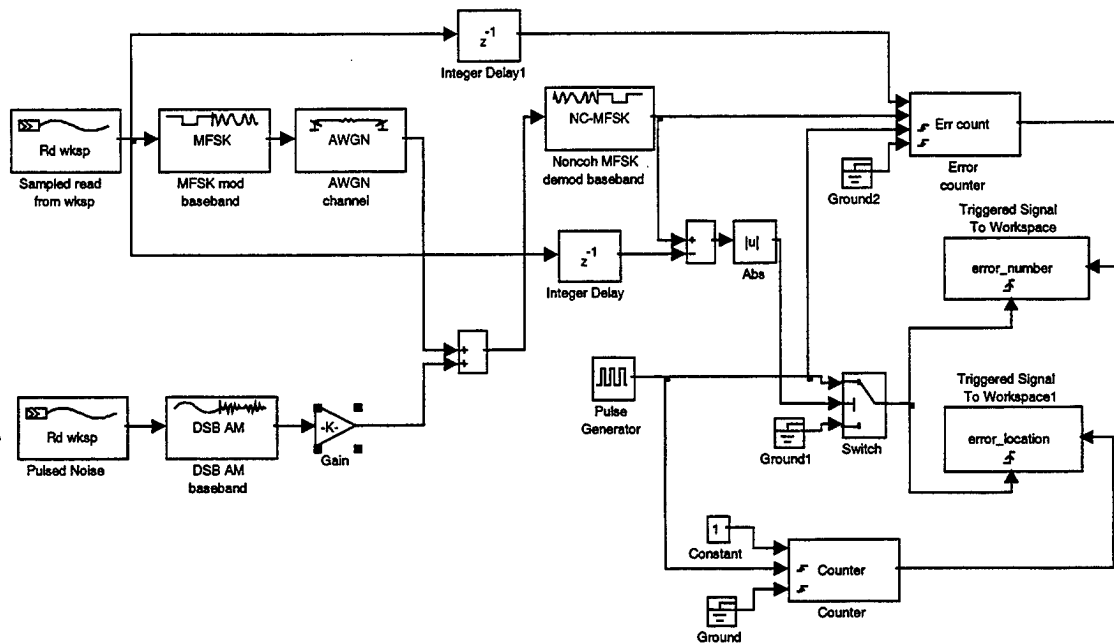 z-1
Integer Delay1
Rd wksp
Sampled read
from wksp
MFSK
MFSK mod
baseband
AWGN
AWGN
channel
NC-MFSK
Noncoh MFSK
demod baseband
Err count
Error
counter
Ground2
z-1
Integer Delay
+
−
|u|
Abs
Triggered Signal
To Workspace
error_number
+
+
Pulse
Generator
Ground1
Switch
Triggered Signal
To Workspace1
error_location
Rd wksp
Pulsed Noise
DSB AM
DSB AM
baseband
-K-
Gain
1
Constant
Counter
Counter
Ground